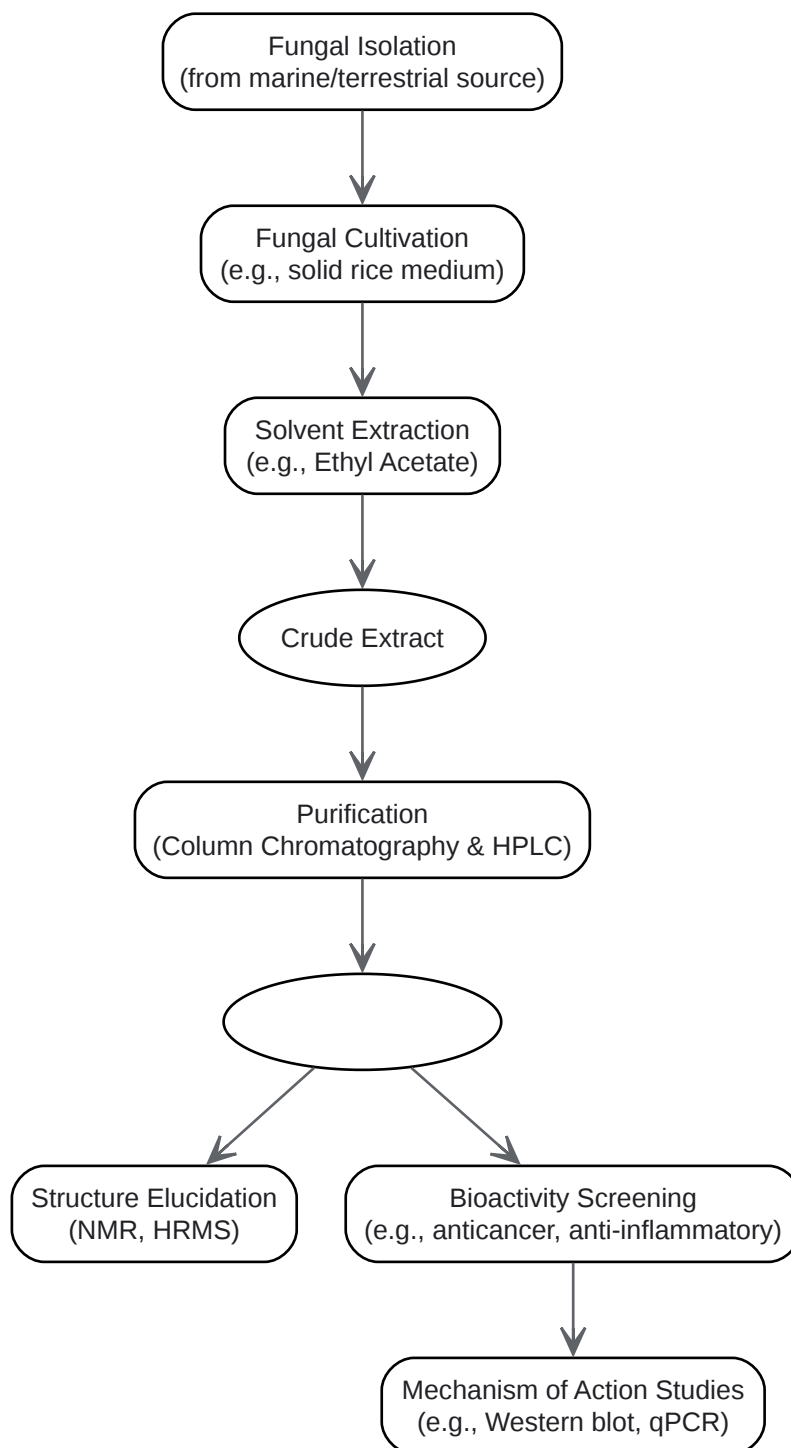 Fungal Isolation
(from marine/terrestrial source)
Fungal Cultivation
(e.g., solid rice medium)
Solvent Extraction
(e.g., Ethyl Acetate)
Crude Extract
Purification
(Column Chromatography & HPLC)
Structure Elucidation
(NMR, HRMS)
Bioactivity Screening
(e.g., anticancer, anti-inflammatory)
Mechanism of Action Studies
(e.g., Western blot, qPCR)